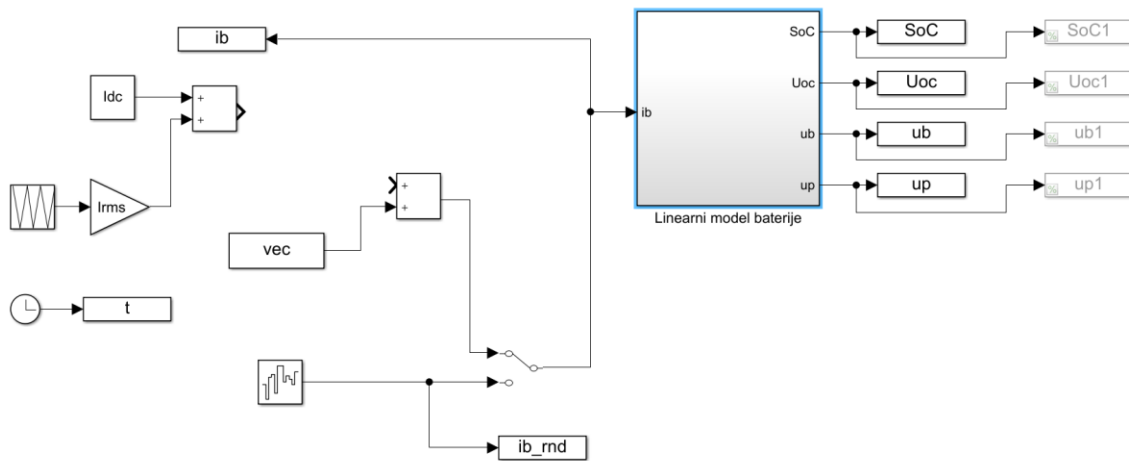 ib
Idc
+
+
Irms
t
+
+
vec
ib_rnd
ib
SoC
Uoc
ub
up
Linearni model baterije
SoC
Uoc
ub
up
SoC1
Uoc1
ub1
up1